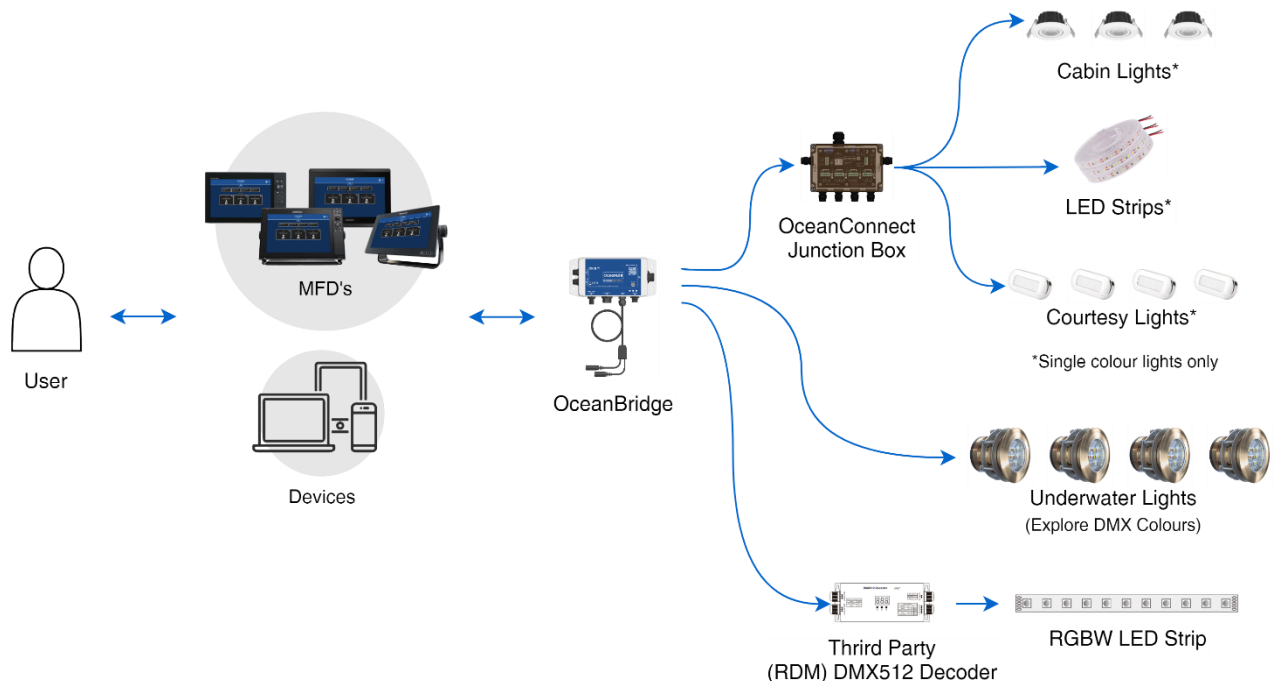 User
MFD's
Devices
OceanBridge
OceanConnect
Junction Box
Cabin Lights*
LED Strips*
Courtesy Lights*
*Single colour lights only
Underwater Lights
(Explore DMX Colours)
Thrird Party
(RDM) DMX512 Decoder
RGBW LED Strip